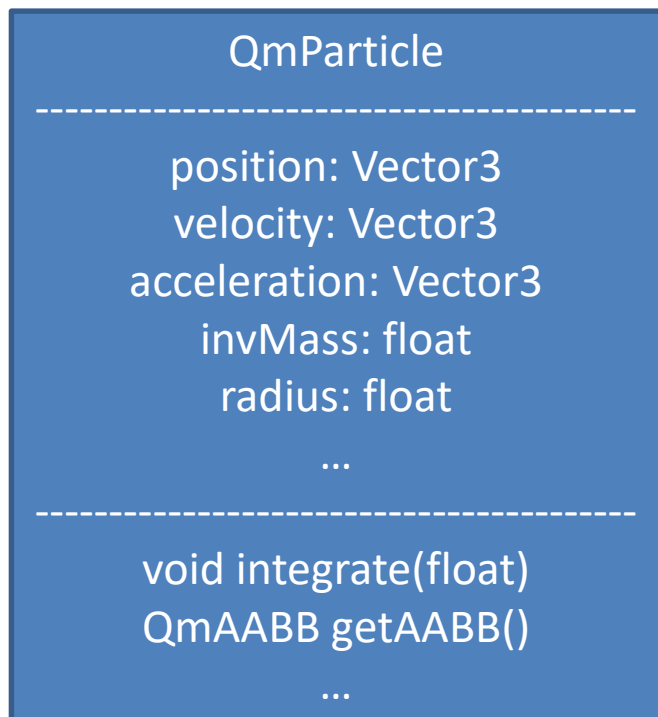 QmParticle
------------------------------------------
position: Vector3
velocity: Vector3
acceleration: Vector3
invMass: float
radius: float
…
------------------------------------------
void integrate(float)
QmAABB getAABB()
…